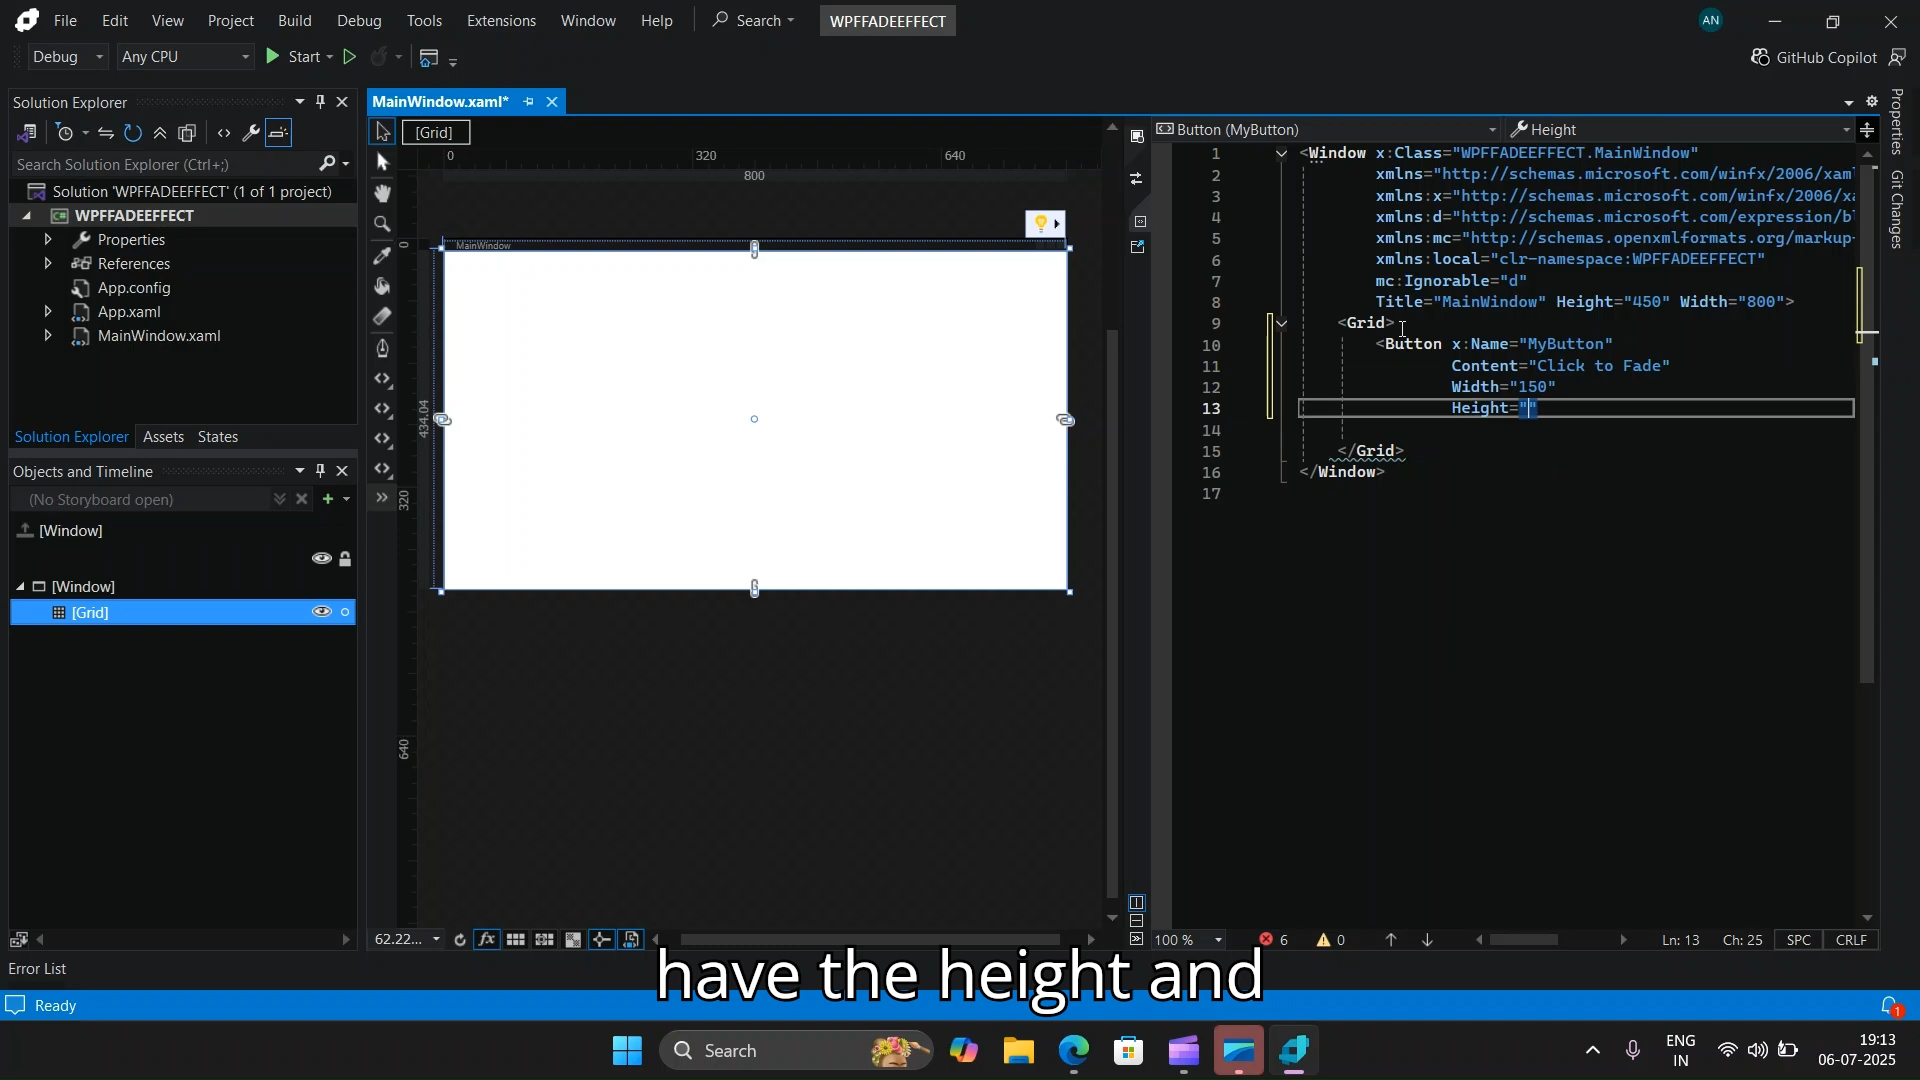 File Edit View Project Build Debug Tools Extensions Window Help Search WPFFADEEFFECT AN
Debug Any CPU Start GitHub Copilot
Solution Explorer
MainWindow.xaml*
[Grid]
Button (MyButton) Height
Search Solution Explorer (Ctrl+;)
Solution 'WPFFADEEFFECT' (1 of 1 project)
WPFFADEEFFECT
Properties
References
App.config
App.xaml
MainWindow.xaml
Solution Explorer Assets States
Objects and Timeline
(No Storyboard open)
[Window]
[Window]
[Grid]
0 320 640
800
0
434.04
320
640
MainWindow
1 <Window x:Class="WPFFADEEFFECT.MainWindow"
2 xmlns="http://schemas.microsoft.com/winfx/2006/xaml
3 xmlns:x="http://schemas.microsoft.com/winfx/2006/xa
4 xmlns:d="http://schemas.microsoft.com/expression/bl
5 xmlns:mc="http://schemas.openxmlformats.org/markup-
6 xmlns:local="clr-namespace:WPFFADEEFFECT"
7 mc:Ignorable="d"
8 Title="MainWindow" Height="450" Width="800">
9 <Grid>
10 <Button x:Name="MyButton"
11 Content="Click to Fade"
12 Width="150"
13 Height=""
14
15 </Grid>
16 </Window>
17
Properties
Git Changes
62.22...
100 % 6 0 Ln: 13 Ch: 25 SPC CRLF
Error List
have the height and
Ready 1
Search
ENG
IN
19:13
06-07-2025